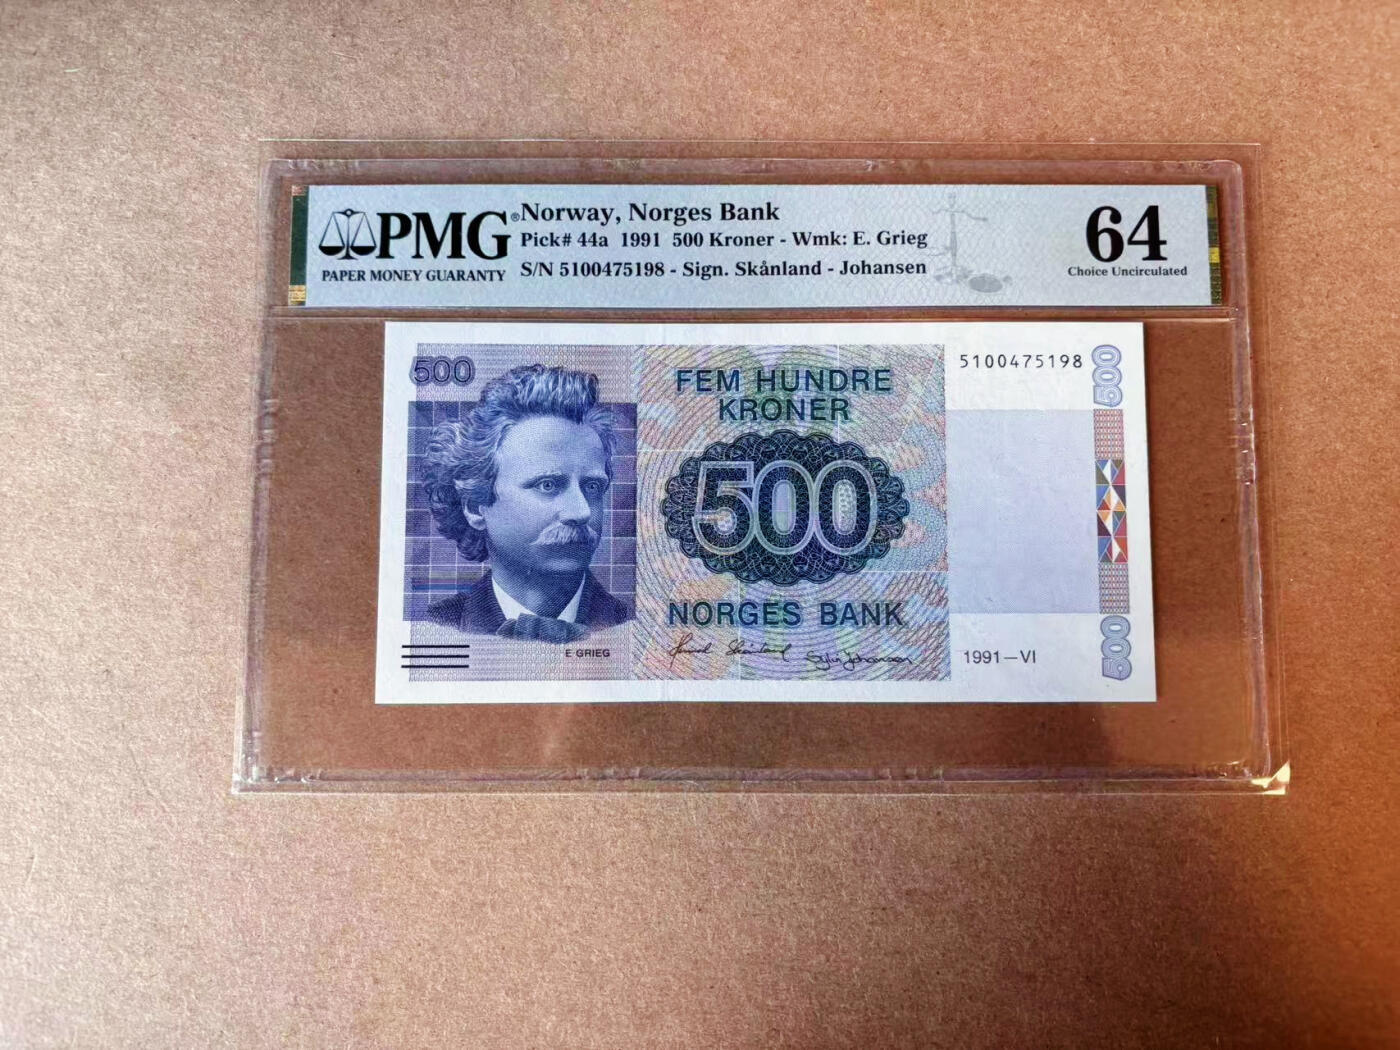 PMG®
PAPER MONEY GUARANTY
Norway, Norges Bank
Pick# 44a 1991 500 Kroner - Wmk: E. Grieg
S/N 5100475198 - Sign. Skånland - Johansen
64
Choice Uncirculated
500
FEM HUNDRE
KRONER
5100475198
500
500
NORGES BANK
E GRIEG
1991—VI
500